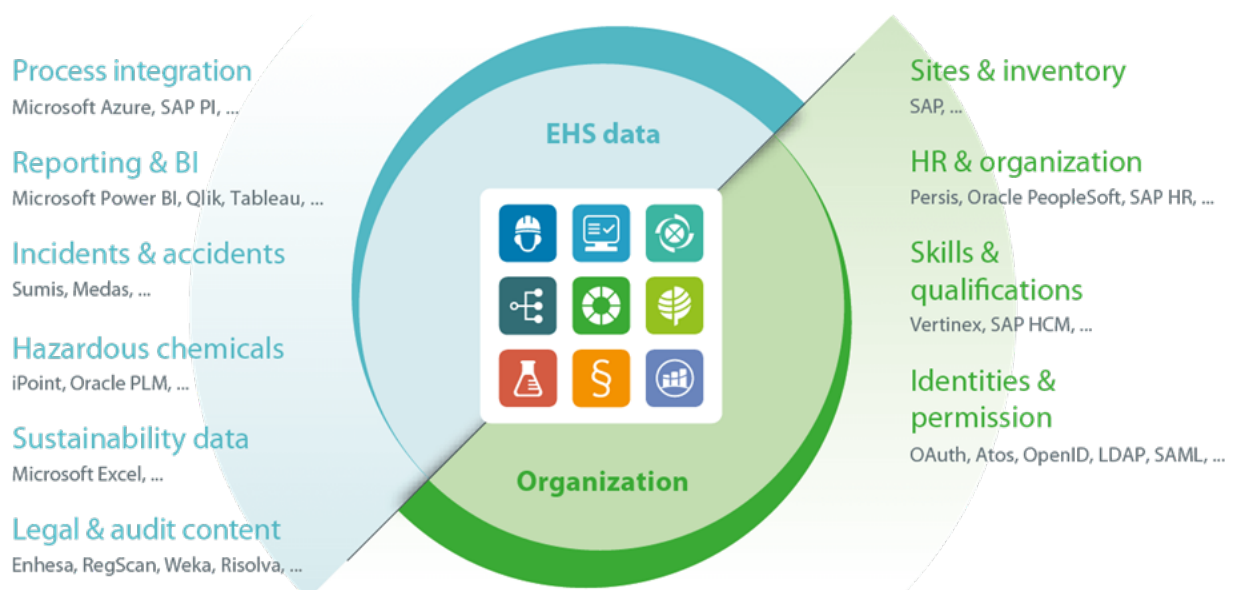 Process integration
Microsoft Azure, SAP PI, ...
Reporting & BI
Microsoft Power BI, Qlik, Tableau, ...
Incidents & accidents
Sumis, Medas, ...
Hazardous chemicals
iPoint, Oracle PLM, ...
Sustainability data
Microsoft Excel, ...
Legal & audit content
Enhesa, RegScan, Weka, Risolva, ...
EHS data
§
Organization
Sites & inventory
SAP, ...
HR & organization
Persis, Oracle PeopleSoft, SAP HR, ...
Skills &
qualifications
Vertinex, SAP HCM, ...
Identities &
permission
OAuth, Atos, OpenID, LDAP, SAML, ...